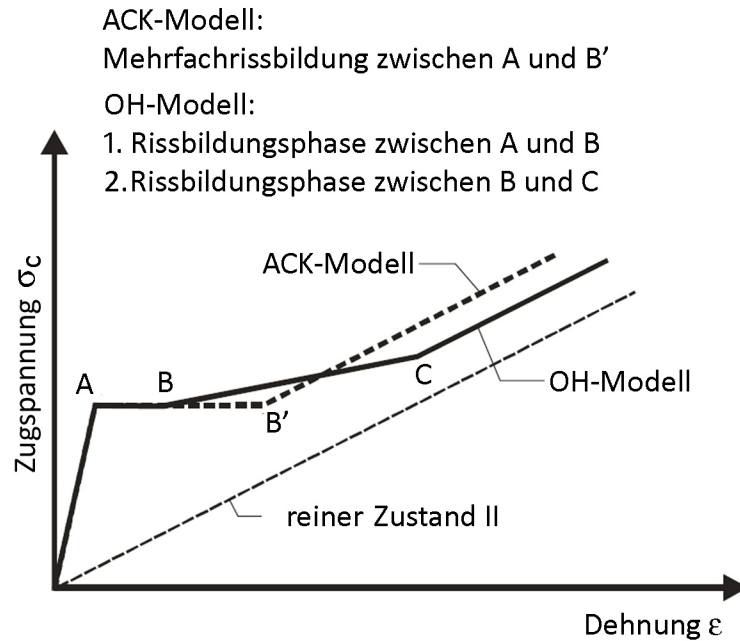 ACK-Modell:
Mehrfachrissbildung zwischen A und B’
OH-Modell:
1. Rissbildungsphase zwischen A und B
2.Rissbildungsphase zwischen B und C
Zugspannung σc
ACK-Modell
A
B
B’
C
OH-Modell
reiner Zustand II
Dehnung ε